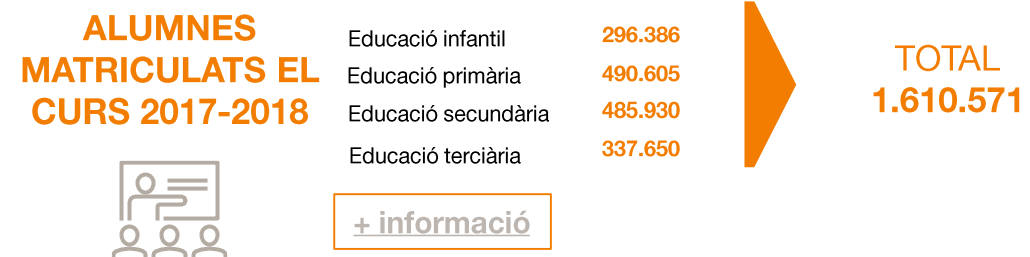 ALUMNES
MATRICULATS EL
CURS 2017-2018
Educació infantil 296.386
Educació primària 490.605
Educació secundària 485.930
Educació terciària 337.650
+ informació
TOTAL
1.610.571